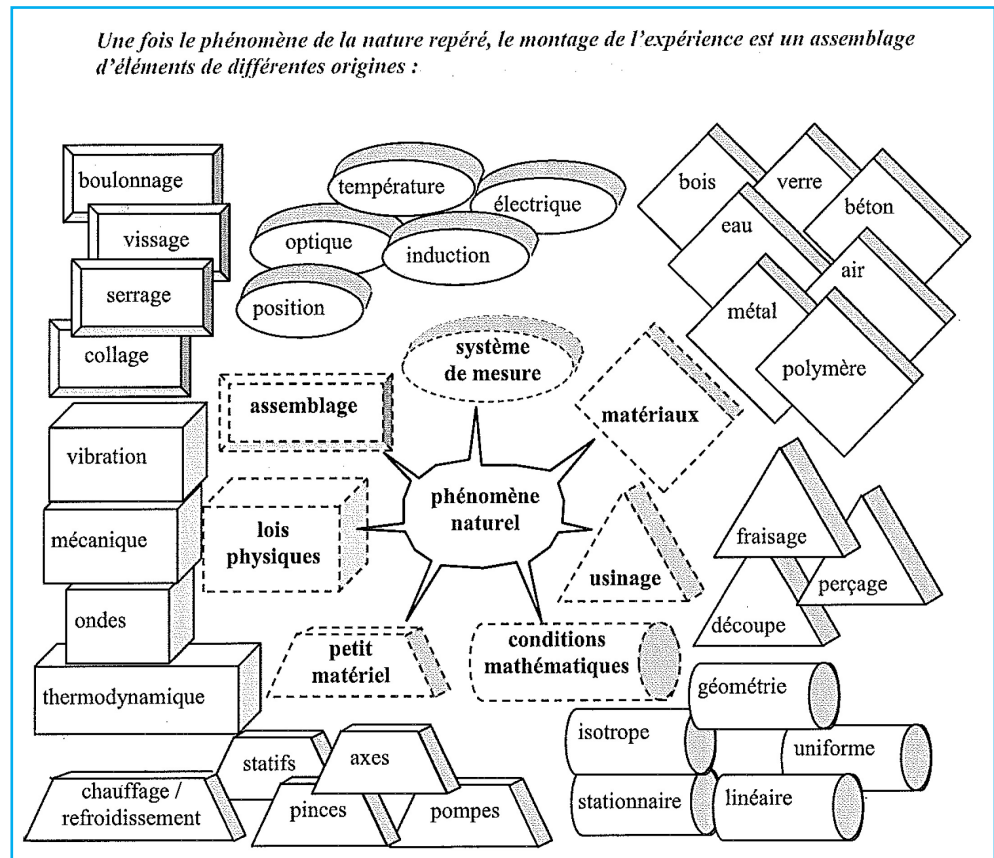 Une fois le phénomène de la nature repéré, le montage de l'expérience est un assemblage
d'éléments de différentes origines :
boulonnage
vissage
serrage
collage
température
électrique
optique
induction
position
bois
verre
béton
eau
air
métal
polymère
système
de mesure
assemblage
matériaux
phénomène
naturel
lois
physiques
usinage
petit
matériel
conditions
mathématiques
vibration
mécanique
ondes
thermodynamique
fraisage
perçage
découpe
géométrie
isotrope
uniforme
stationnaire
linéaire
statifs
axes
chauffage /
refroidissement
pinces
pompes